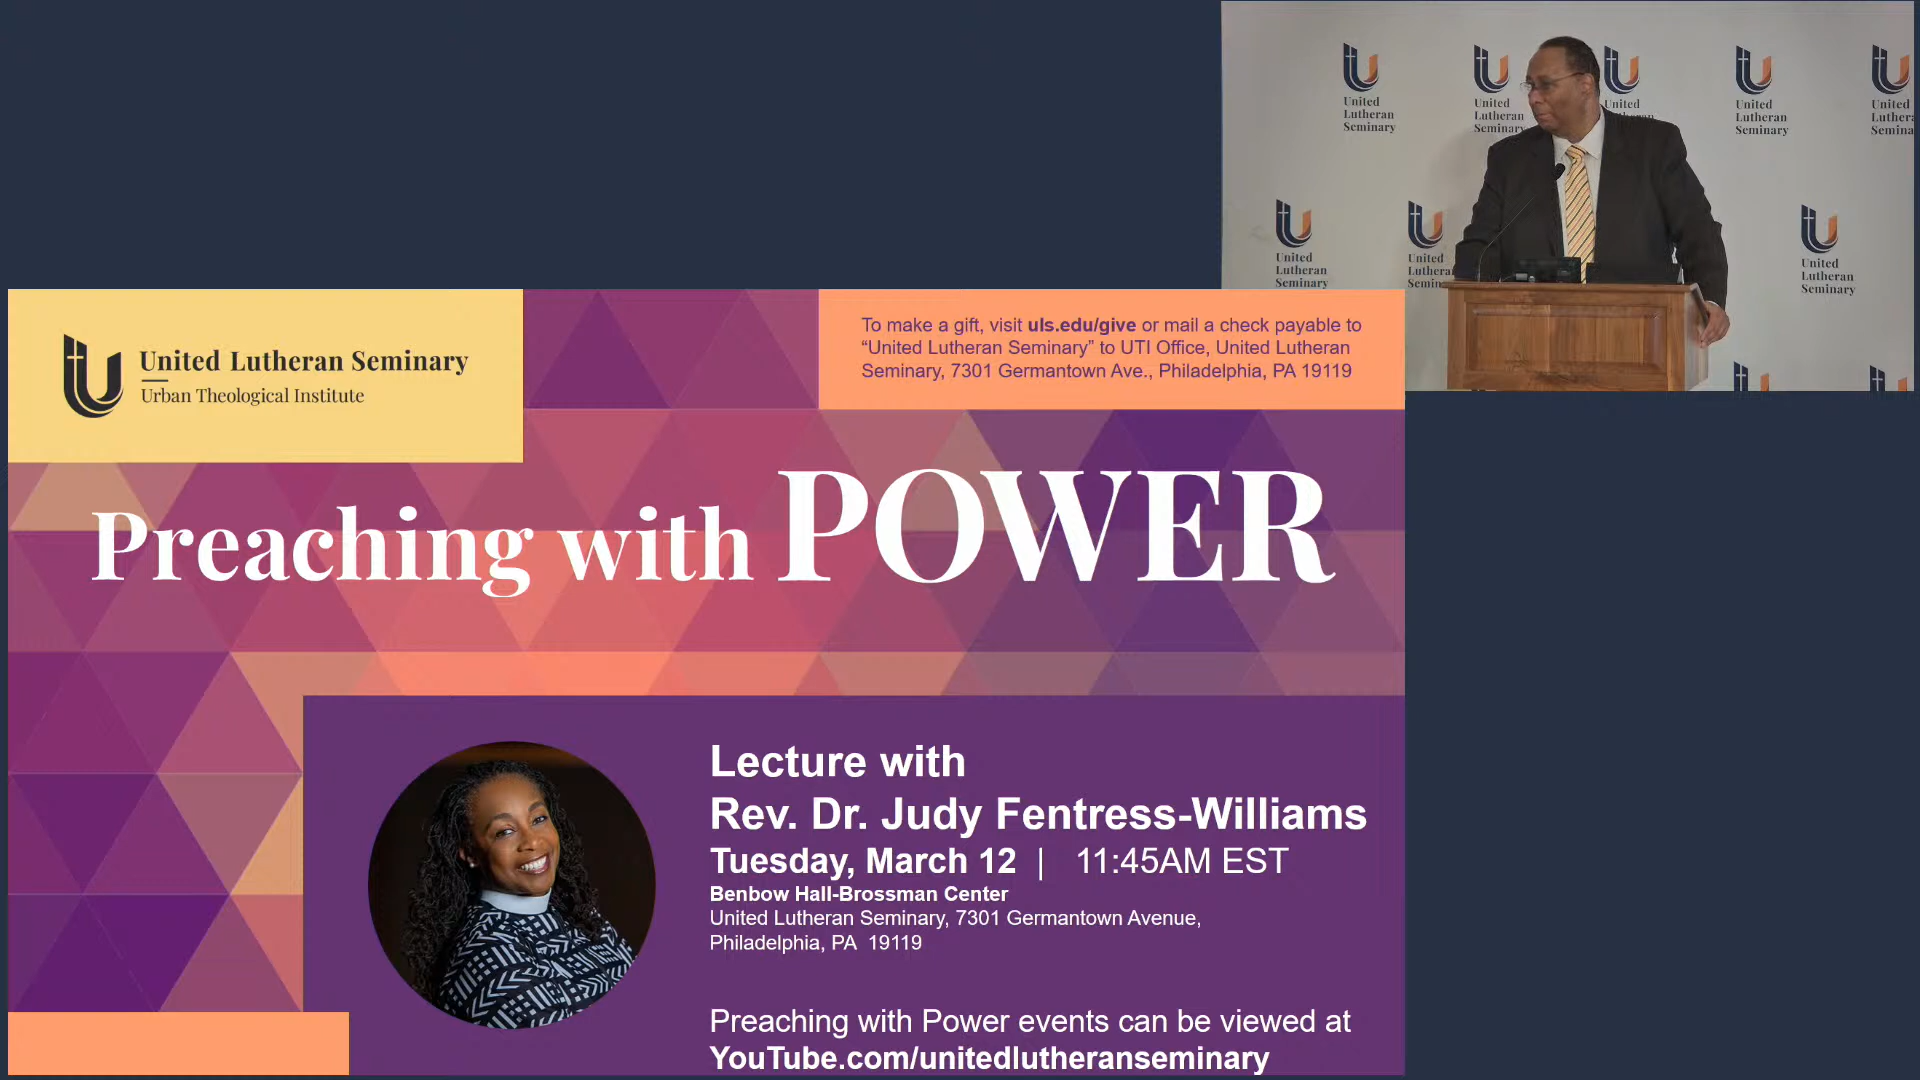 United
Lutheran
Seminary
United
Lutheran
Seminary
United
United
Lutheran
Seminary
United
Lutheran
Seminary
United
Lutheran
Seminary
United
Lutheran
Seminary
United Lutheran Seminary
Urban Theological Institute
To make a gift, visit uls.edu/give or mail a check payable to
“United Lutheran Seminary” to UTI Office, United Lutheran
Seminary, 7301 Germantown Ave., Philadelphia, PA 19119
Preaching with POWER
Lecture with
Rev. Dr. Judy Fentress-Williams
Tuesday, March 12 | 11:45AM EST
Benbow Hall-Brossman Center
United Lutheran Seminary, 7301 Germantown Avenue,
Philadelphia, PA 19119
Preaching with Power events can be viewed at
YouTube.com/unitedlutheranseminary